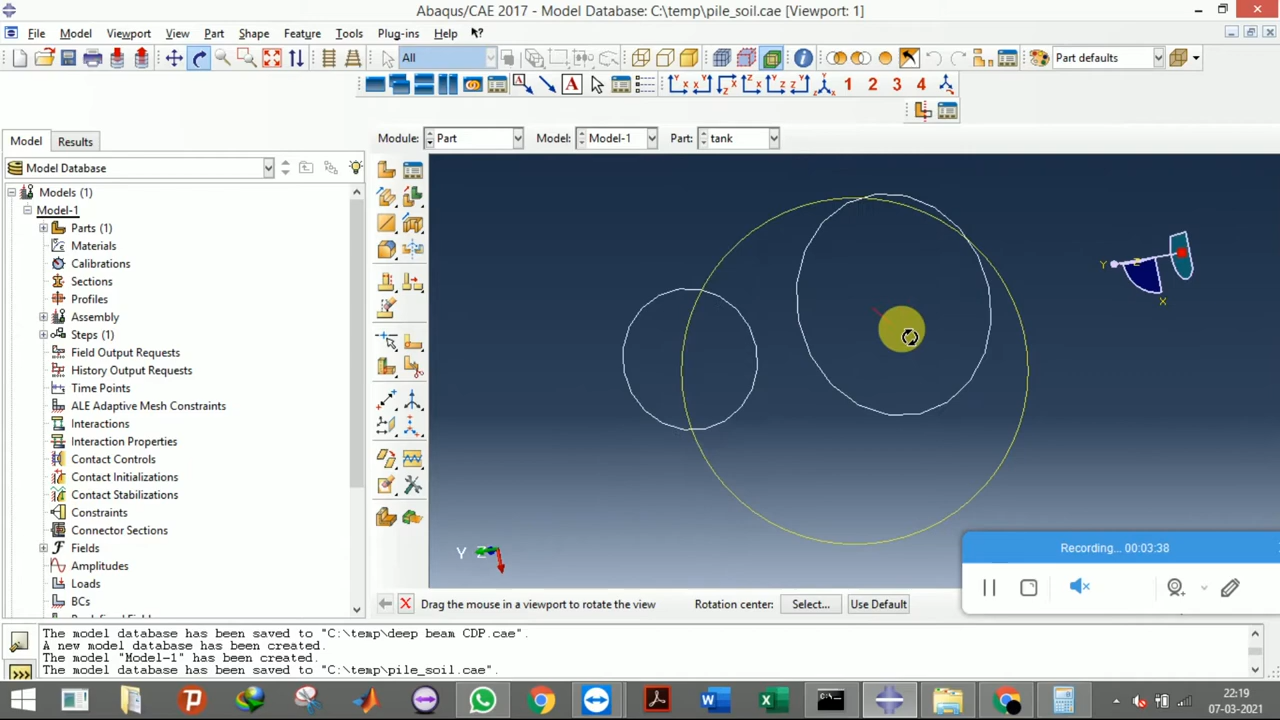 Abaqus/CAE 2017 - Model Database: C:\temp\pile_soil.cae [Viewport: 1]
File Model Viewport View Part Shape Feature Tools Plug-ins Help
All Part defaults
1 2 3 4
Model Results Module: Part Model: Model-1 Part: tank
Model Database
Models (1)
Model-1
Parts (1)
Materials
Calibrations
Sections
Profiles
Assembly
Steps (1)
Field Output Requests
History Output Requests
Time Points
ALE Adaptive Mesh Constraints
Interactions
Interaction Properties
Contact Controls
Contact Initializations
Contact Stabilizations
Constraints
Connector Sections
Fields
Amplitudes
Loads
BCs
Y
Z
X
Y Z
Recording... 00:03:38
Drag the mouse in a viewport to rotate the view Rotation center: Select... Use Default
The model database has been saved to "C:\temp\deep beam CDP.cae".
A new model database has been created.
The model "Model-1" has been created.
The model database has been saved to "C:\temp\pile_soil.cae".
22:19
07-03-2021